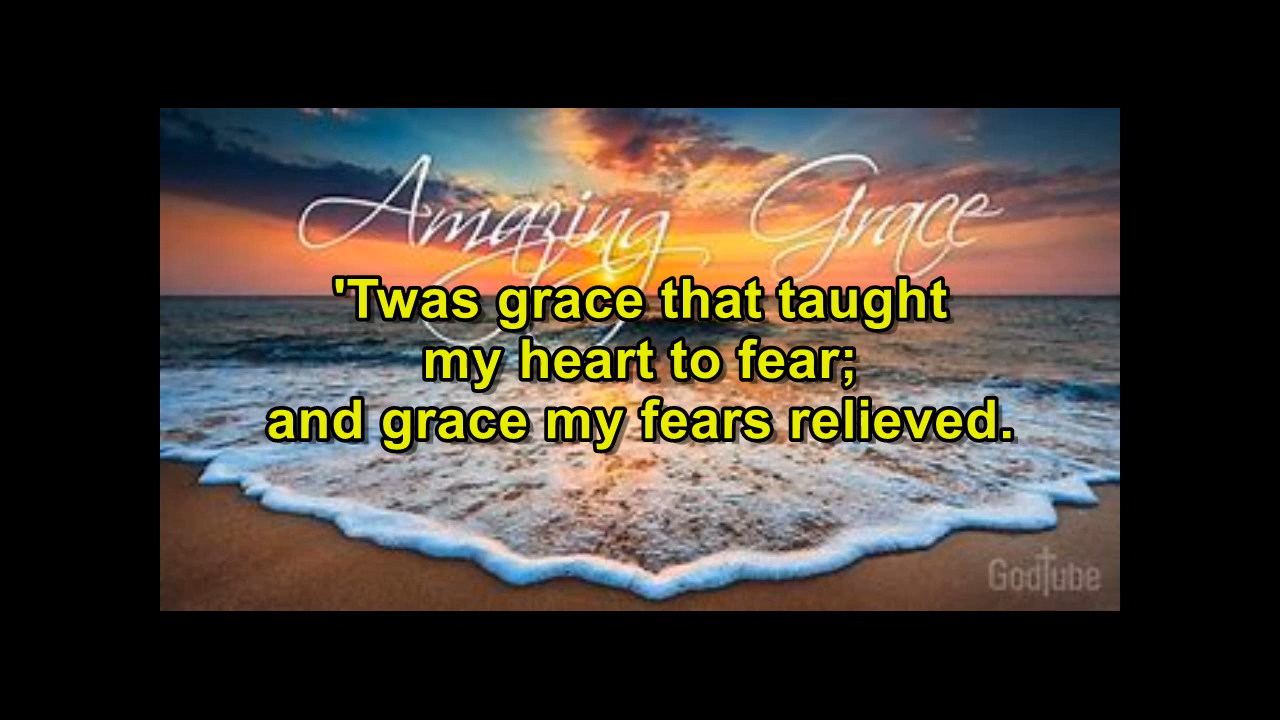 Amazing Grace
'Twas grace that taught
my heart to fear;
and grace my fears relieved.
GodTube